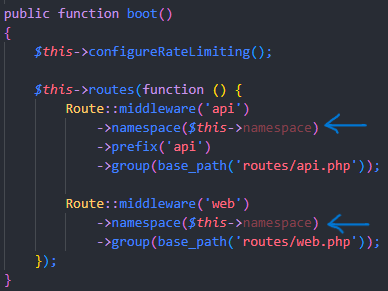 public function boot()
{
    $this->configureRateLimiting();

    $this->routes(function () {
        Route::middleware('api')
            ->namespace($this->namespace)
            ->prefix('api')
            ->group(base_path('routes/api.php'));

        Route::middleware('web')
            ->namespace($this->namespace)
            ->group(base_path('routes/web.php'));
    });
}